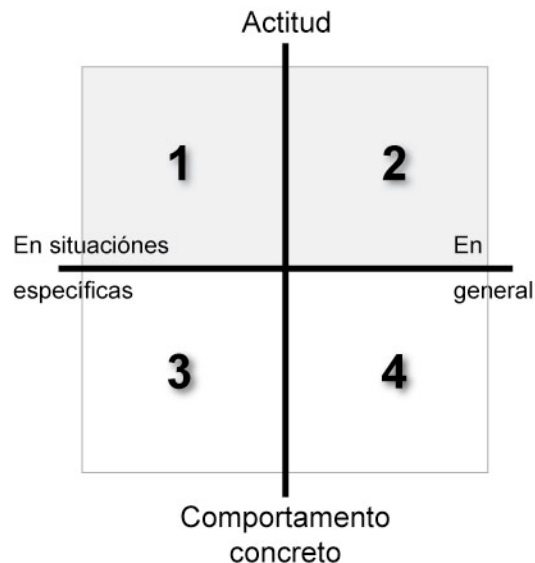 Actitud
1 2
En situaciónes En
específicas general
3 4
Comportamento
concreto